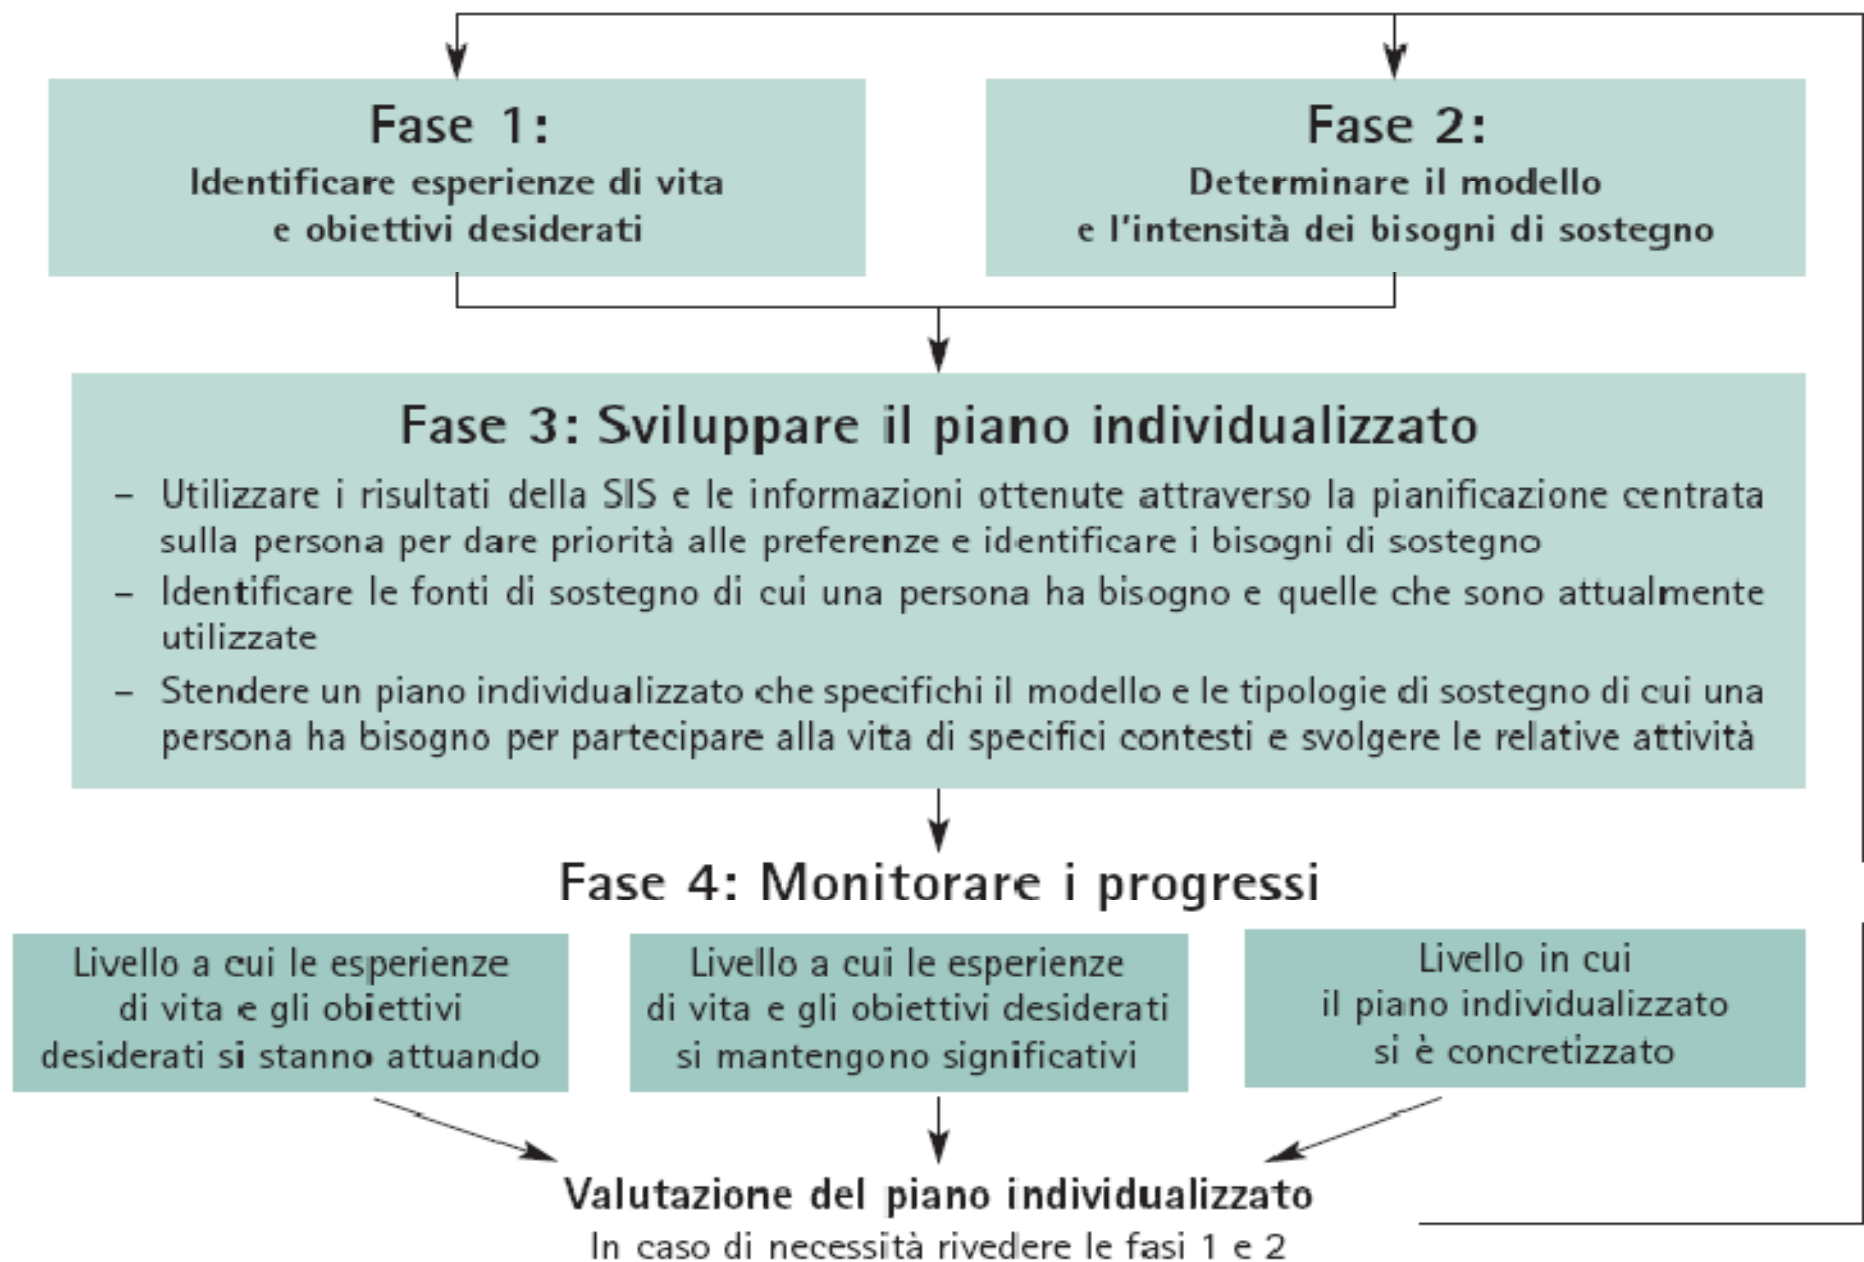 Fase 1:
Identificare esperienze di vita
e obiettivi desiderati
Fase 2:
Determinare il modello
e l'intensità dei bisogni di sostegno
Fase 3: Sviluppare il piano individualizzato
– Utilizzare i risultati della SIS e le informazioni ottenute attraverso la pianificazione centrata
sulla persona per dare priorità alle preferenze e identificare i bisogni di sostegno
– Identificare le fonti di sostegno di cui una persona ha bisogno e quelle che sono attualmente
utilizzate
– Stendere un piano individualizzato che specifichi il modello e le tipologie di sostegno di cui una
persona ha bisogno per partecipare alla vita di specifici contesti e svolgere le relative attività
Fase 4: Monitorare i progressi
Livello a cui le esperienze
di vita e gli obiettivi
desiderati si stanno attuando
Livello a cui le esperienze
di vita e gli obiettivi desiderati
si mantengono significativi
Livello in cui
il piano individualizzato
si è concretizzato
Valutazione del piano individualizzato
In caso di necessità rivedere le fasi 1 e 2